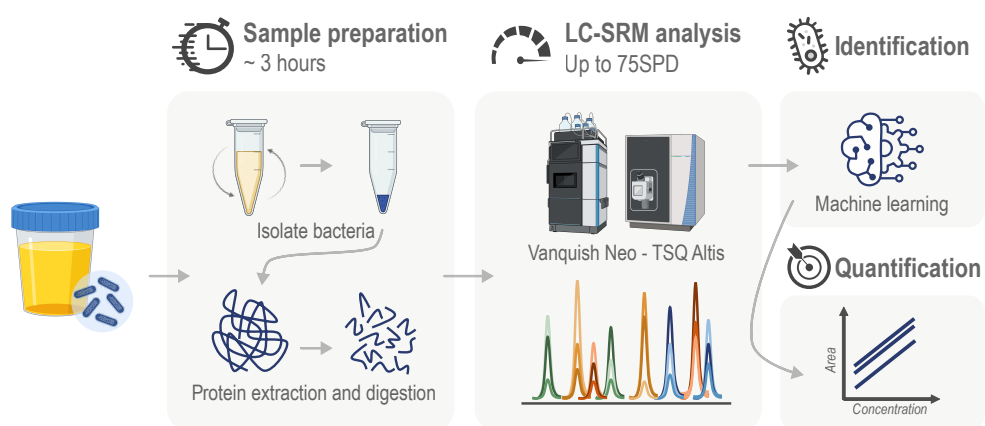 Sample preparation
~ 3 hours
Isolate bacteria
Protein extraction and digestion
LC-SRM analysis
Up to 75SPD
Vanquish Neo - TSQ Altis
Identification
Machine learning
Quantification
Area
Concentration